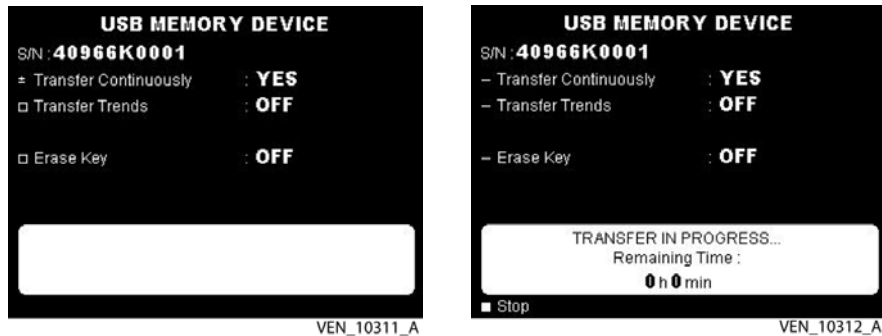 USB MEMORY DEVICE
S/N : 40966K0001
± Transfer Continuously : YES
Transfer Trends : OFF
Erase Key : OFF
VEN_10311_A
USB MEMORY DEVICE
S/N : 40966K0001
– Transfer Continuously : YES
– Transfer Trends : OFF
– Erase Key : OFF
TRANSFER IN PROGRESS...
Remaining Time :
0 h 0 min
Stop
VEN_10312_A